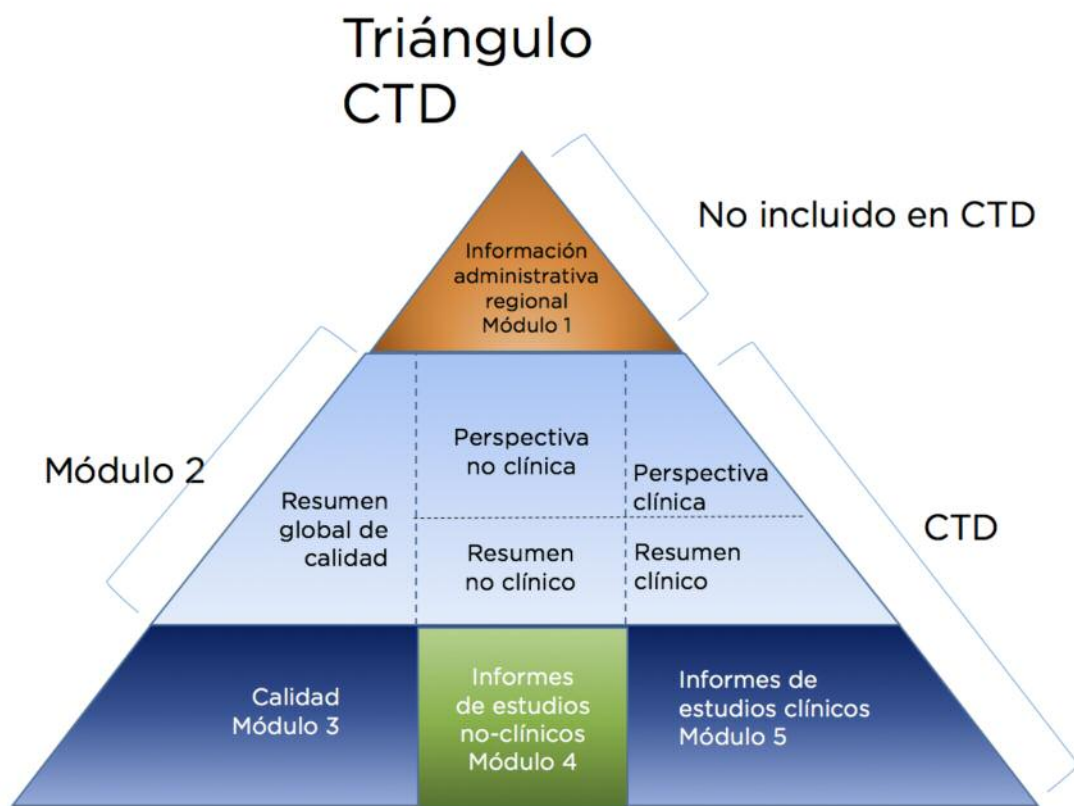 Triángulo
CTD
No incluido en CTD
Información
administrativa
regional
Módulo 1
Módulo 2
Perspectiva
no clínica
Perspectiva
clínica
Resumen
global de
calidad
Resumen
no clínico
Resumen
clínico
CTD
Calidad
Módulo 3
Informes
de estudios
no-clínicos
Módulo 4
Informes de
estudios clínicos
Módulo 5